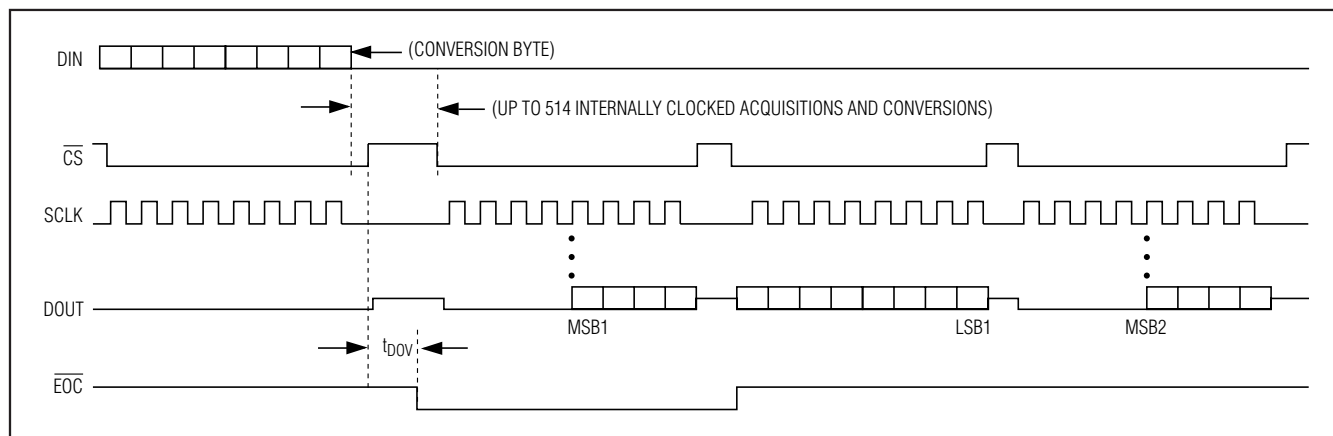 DIN
(CONVERSION BYTE)
(UP TO 514 INTERNALLY CLOCKED ACQUISITIONS AND CONVERSIONS)
CS
SCLK
DOUT
MSB1
LSB1
MSB2
tDOV
EOC